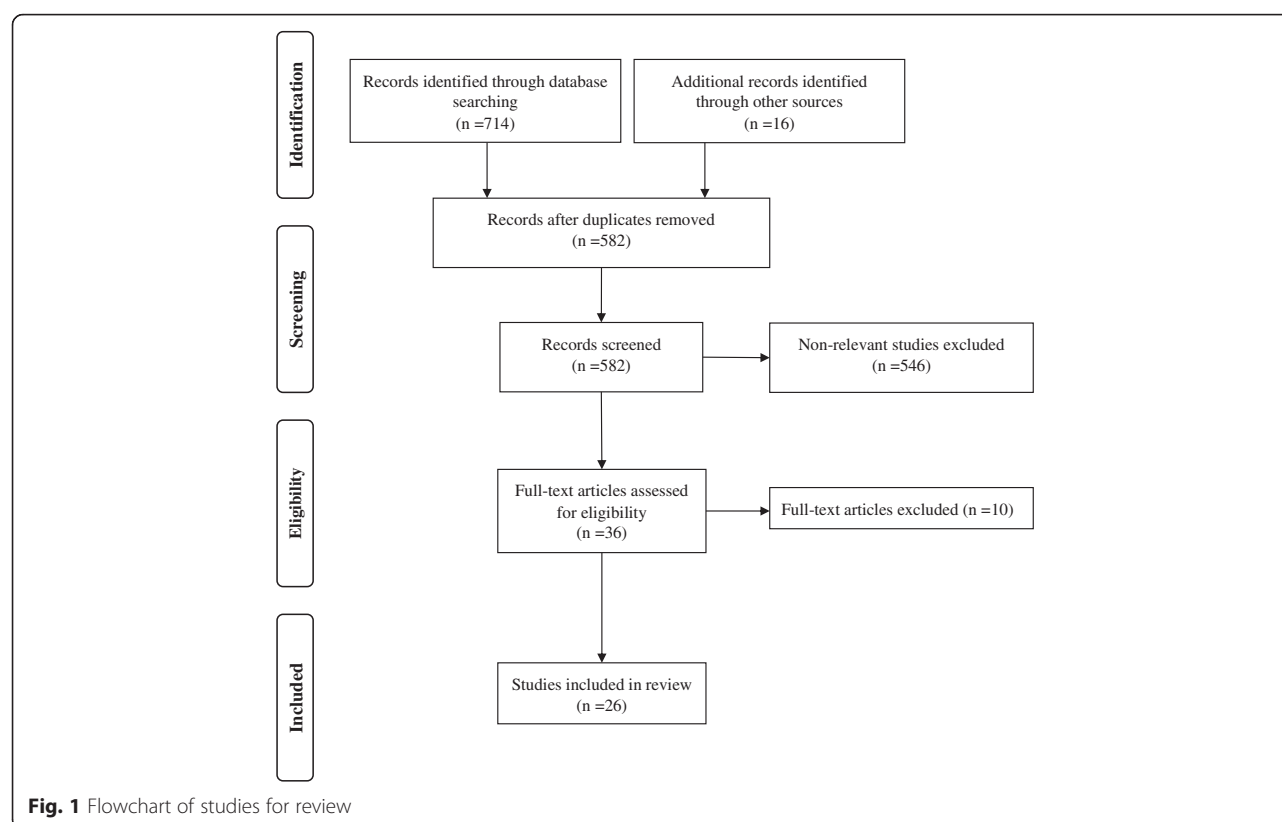 Identification
Records identified through database
searching
(n =714)
Additional records identified
through other sources
(n =16)
Screening
Records after duplicates removed
(n =582)
Records screened
(n =582)
Non-relevant studies excluded
(n =546)
Eligibility
Full-text articles assessed
for eligibility
(n =36)
Full-text articles excluded (n =10)
Included
Studies included in review
(n =26)
Fig. 1 Flowchart of studies for review